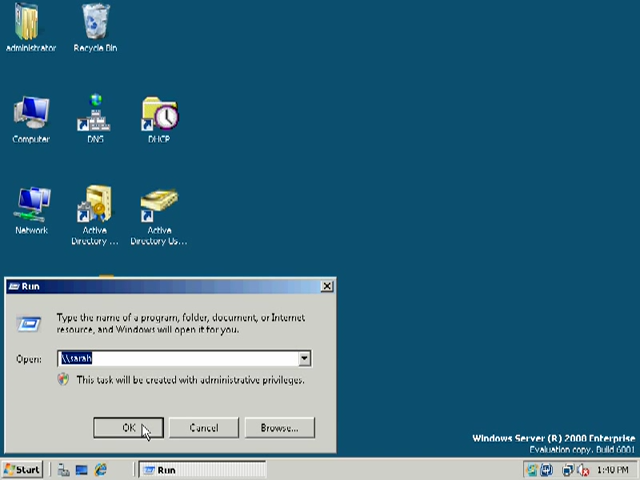 administrator
Recycle Bin
Computer
DNS
DHCP
Network
Active Directory ...
Active Directory Us...
Run
Type the name of a program, folder, document, or Internet
resource, and Windows will open it for you.
Open:
\\sarah
This task will be created with administrative privileges.
OK
Cancel
Browse...
Windows Server (R) 2008 Enterprise
Evaluation copy. Build 6001
Start
Run
1:40 PM